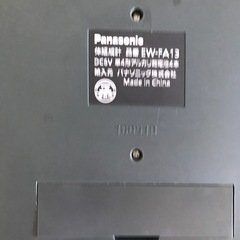 Panasonic
体組成計 品番 EW-FA13
DC6V 単4形アルカリ乾電池4本
輸入元 パナソニック株式会社
Made in China